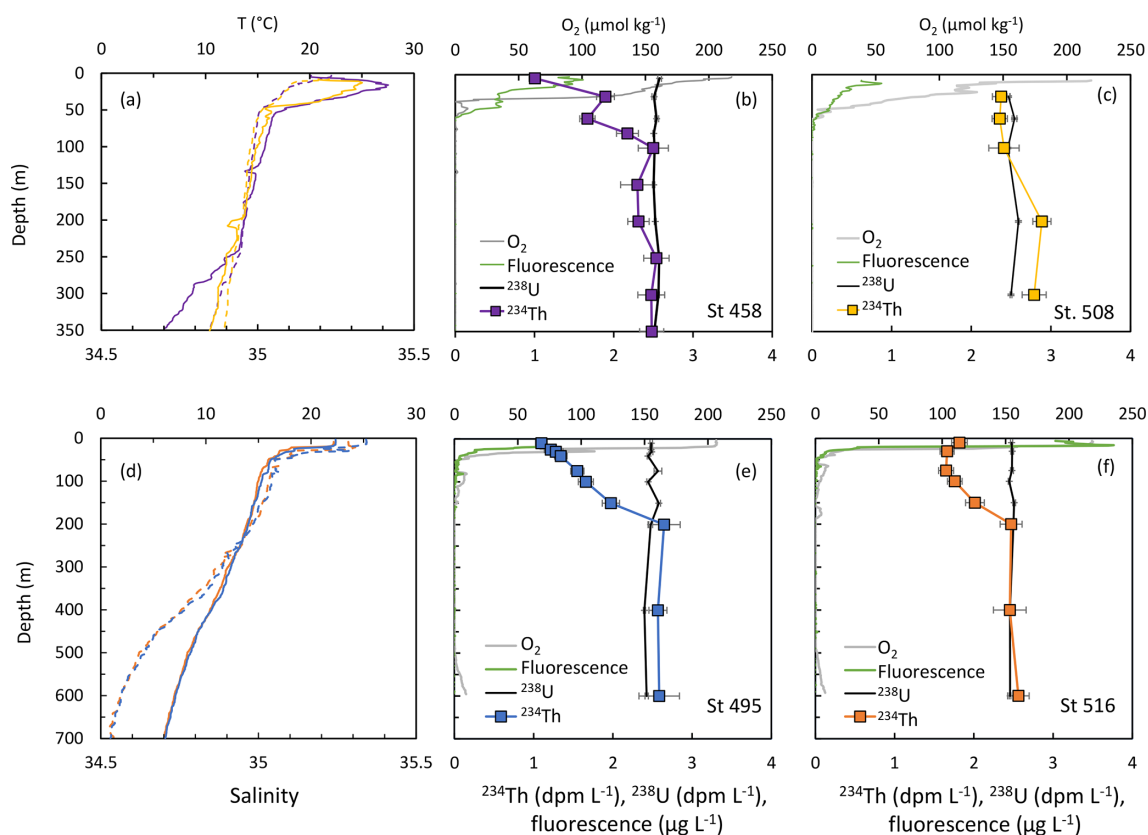 T (°C)
0 10 20 30
O₂ (µmol kg⁻¹)
0 50 100 150 200 250
O₂ (µmol kg⁻¹)
0 50 100 150 200 250
Depth (m)
0
50
100
150
200
250
300
350
34.5 35 35.5
(a)
(b)
O₂
Fluorescence
²³⁸U
²³⁴Th
St 458
0 1 2 3 4
(c)
O₂
Fluorescence
²³⁸U
²³⁴Th
St. 508
0 1 2 3 4
0 10 20 30
0 50 100 150 200 250
0 50 100 150 200 250
Depth (m)
0
100
200
300
400
500
600
700
34.5 35 35.5
Salinity
(d)
(e)
O₂
Fluorescence
²³⁸U
²³⁴Th
St 495
0 1 2 3 4
²³⁴Th (dpm L⁻¹), ²³⁸U (dpm L⁻¹),
fluorescence (µg L⁻¹)
(f)
O₂
Fluorescence
²³⁸U
²³⁴Th
St 516
0 1 2 3 4
²³⁴Th (dpm L⁻¹), ²³⁸U (dpm L⁻¹),
fluorescence (µg L⁻¹)